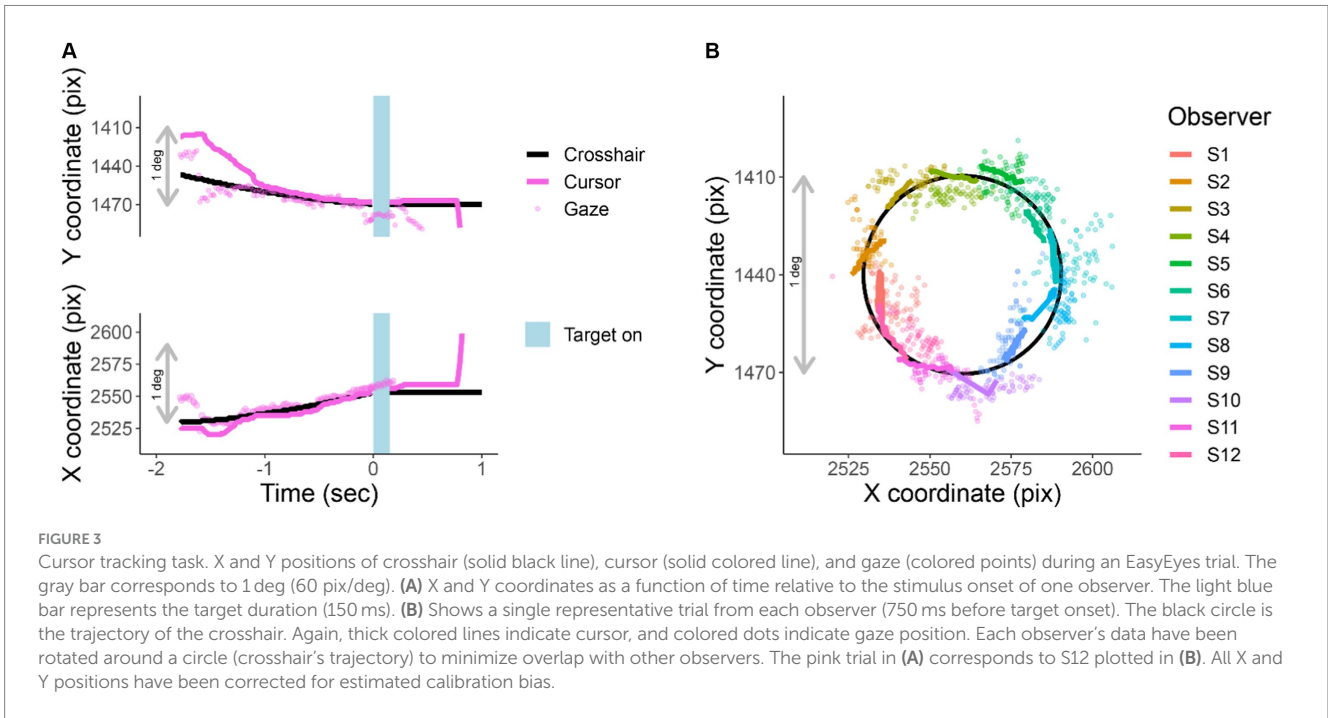 A
Y coordinate (pix)
1410
1440
1470
1 deg
Crosshair
Cursor
Gaze
X coordinate (pix)
2600
2575
2550
2525
1 deg
Target on
-2
-1
0
1
Time (sec)
B
Y coordinate (pix)
1410
1440
1470
1 deg
2525
2550
2575
2600
X coordinate (pix)
Observer
S1
S2
S3
S4
S5
S6
S7
S8
S9
S10
S11
S12
FIGURE 3
Cursor tracking task. X and Y positions of crosshair (solid black line), cursor (solid colored line), and gaze (colored points) during an EasyEyes trial. The
gray bar corresponds to 1 deg (60 pix/deg). (A) X and Y coordinates as a function of time relative to the stimulus onset of one observer. The light blue
bar represents the target duration (150 ms). (B) Shows a single representative trial from each observer (750 ms before target onset). The black circle is
the trajectory of the crosshair. Again, thick colored lines indicate cursor, and colored dots indicate gaze position. Each observer's data have been
rotated around a circle (crosshair's trajectory) to minimize overlap with other observers. The pink trial in (A) corresponds to S12 plotted in (B). All X and
Y positions have been corrected for estimated calibration bias.